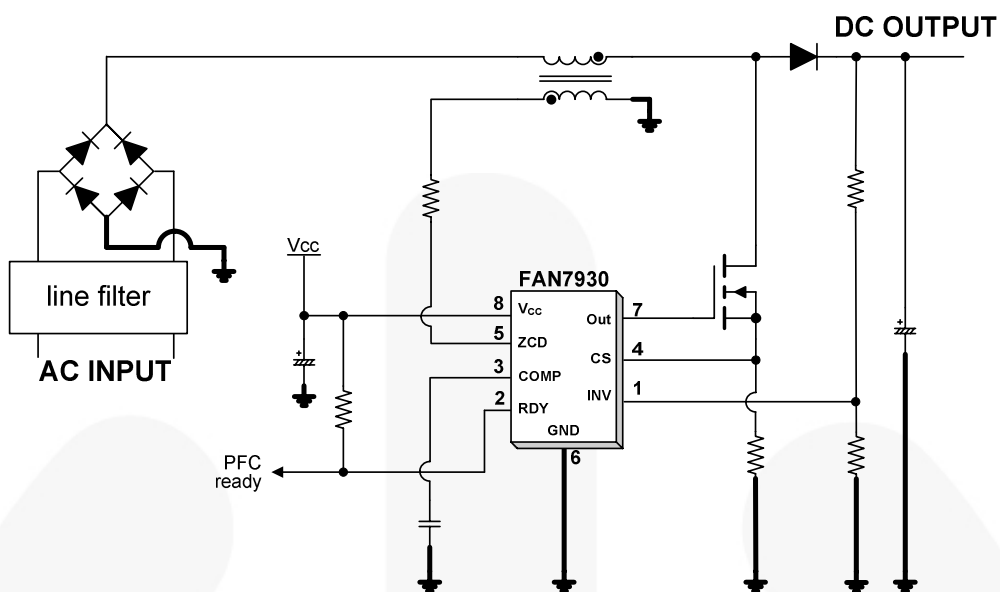 DC OUTPUT
Vcc
line filter
AC INPUT
FAN7930
8 VCC
5 ZCD
3 COMP
2 RDY
Out 7
CS 4
INV 1
GND
6
PFC
ready
+
+